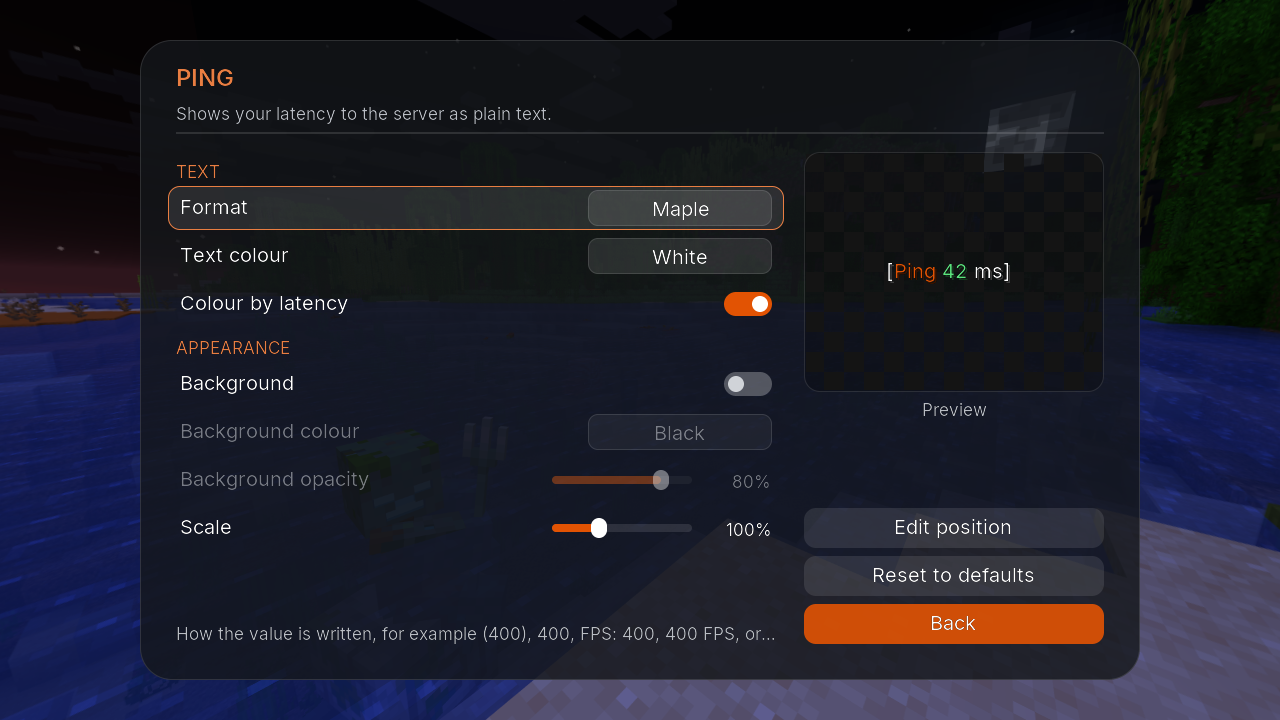 PING
Shows your latency to the server as plain text.
TEXT
Format Maple
Text colour White
Colour by latency
APPEARANCE
Background
Background colour Black
Background opacity 80%
Scale 100%
How the value is written, for example (400), 400, FPS: 400, 400 FPS, or...
[Ping 42 ms]
Preview
Edit position
Reset to defaults
Back